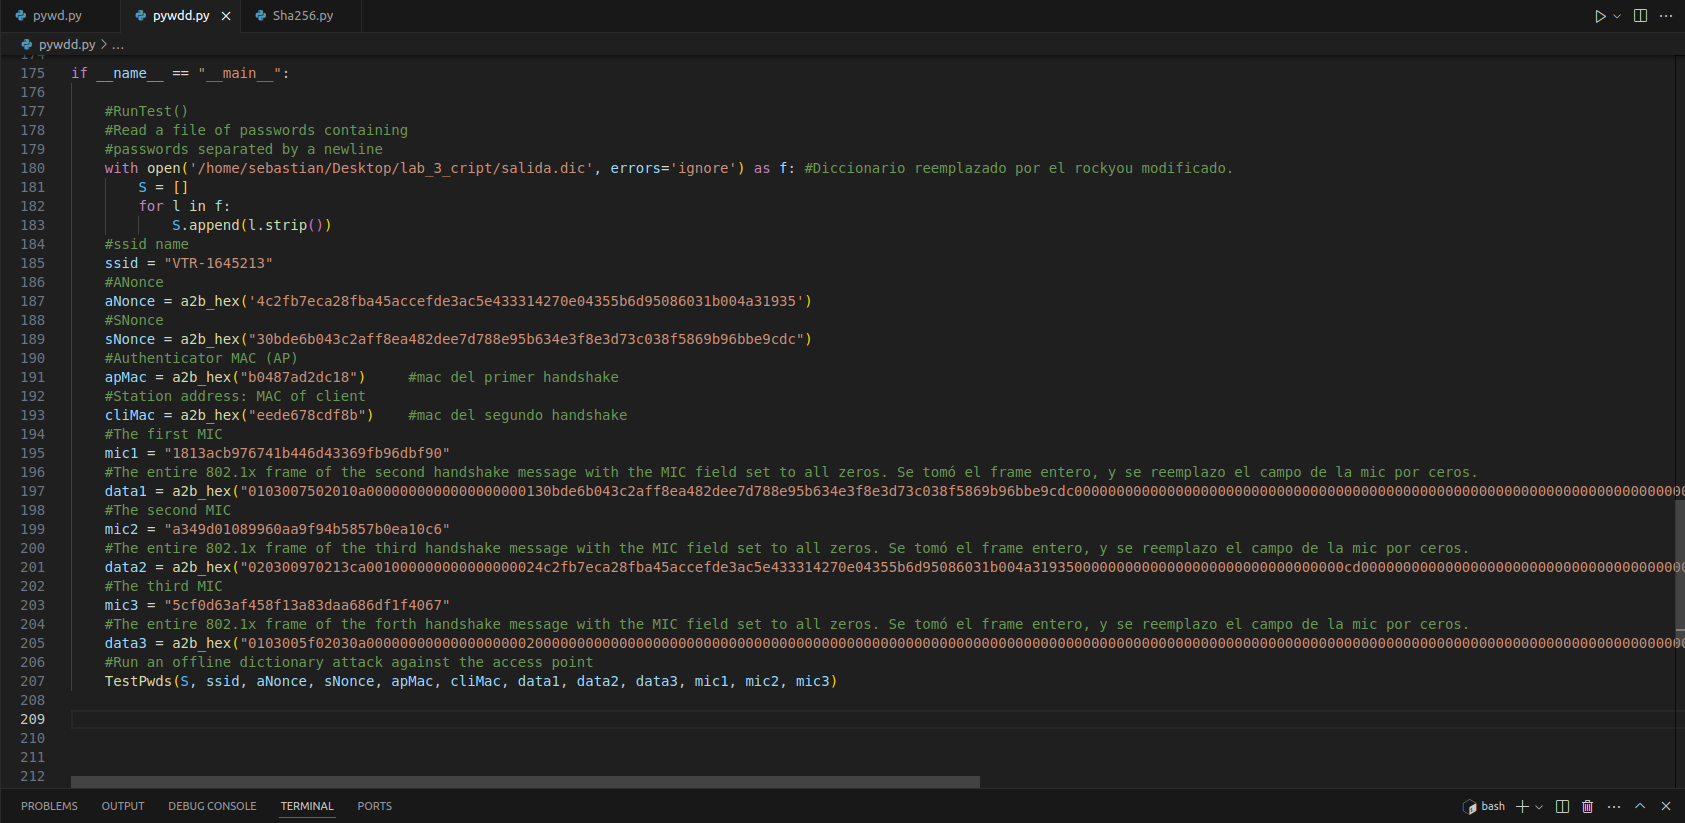 pywd.py pywdd.py Sha256.py
pywdd.py > ...
174
175 if __name__ == "__main__":
176
177 #RunTest()
178 #Read a file of passwords containing
179 #passwords separated by a newline
180 with open('/home/sebastian/Desktop/lab_3_cript/salida.dic', errors='ignore') as f: #Diccionario reemplazado por el rockyou modificado.
181 S = []
182 for l in f:
183 S.append(l.strip())
184 #ssid name
185 ssid = "VTR-1645213"
186 #ANonce
187 aNonce = a2b_hex('4c2fb7eca28fba45accefde3ac5e433314270e04355b6d95086031b004a31935')
188 #SNonce
189 sNonce = a2b_hex("30bde6b043c2aff8ea482dee7d788e95b634e3f8e3d73c038f5869b96bbe9cdc")
190 #Authenticator MAC (AP)
191 apMac = a2b_hex("b0487ad2dc18") #mac del primer handshake
192 #Station address: MAC of client
193 cliMac = a2b_hex("eede678cdf8b") #mac del segundo handshake
194 #The first MIC
195 mic1 = "1813acb976741b446d43369fb96dbf90"
196 #The entire 802.1x frame of the second handshake message with the MIC field set to all zeros. Se tomó el frame entero, y se reemplazo el campo de la mic por ceros.
197 data1 = a2b_hex(
198 #The second MIC
199 mic2 = "a349d01089960aa9f94b5857b0ea10c6"
200 #The entire 802.1x frame of the third handshake message with the MIC field set to all zeros. Se tomó el frame entero, y se reemplazo el campo de la mic por ceros.
201 data2 = a2b_hex(
202 #The third MIC
203 mic3 = "5cf0d63af458f13a83daa686df1f4067"
204 #The entire 802.1x frame of the forth handshake message with the MIC field set to all zeros. Se tomó el frame entero, y se reemplazo el campo de la mic por ceros.
205 data3 = a2b_hex(
206 #Run an offline dictionary attack against the access point
207 TestPwds(S, ssid, aNonce, sNonce, apMac, cliMac, data1, data2, data3, mic1, mic2, mic3)
208
209
210
211
212
PROBLEMS OUTPUT DEBUG CONSOLE TERMINAL PORTS bash